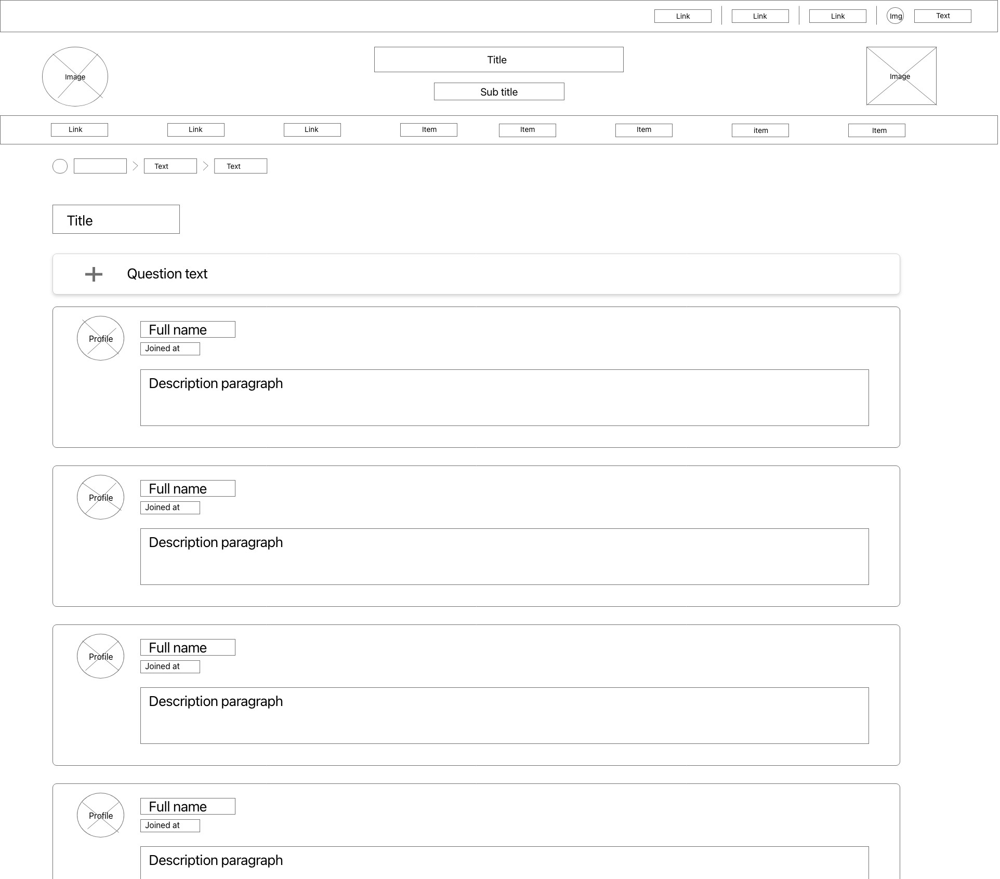 Link
Link
Link
Img
Text
Image
Title
Sub title
Image
Link
Link
Link
Item
Item
Item
item
Item
Text
Text
Title
Question text
Profile
Full name
Joined at
Description paragraph
Profile
Full name
Joined at
Description paragraph
Profile
Full name
Joined at
Description paragraph
Profile
Full name
Joined at
Description paragraph